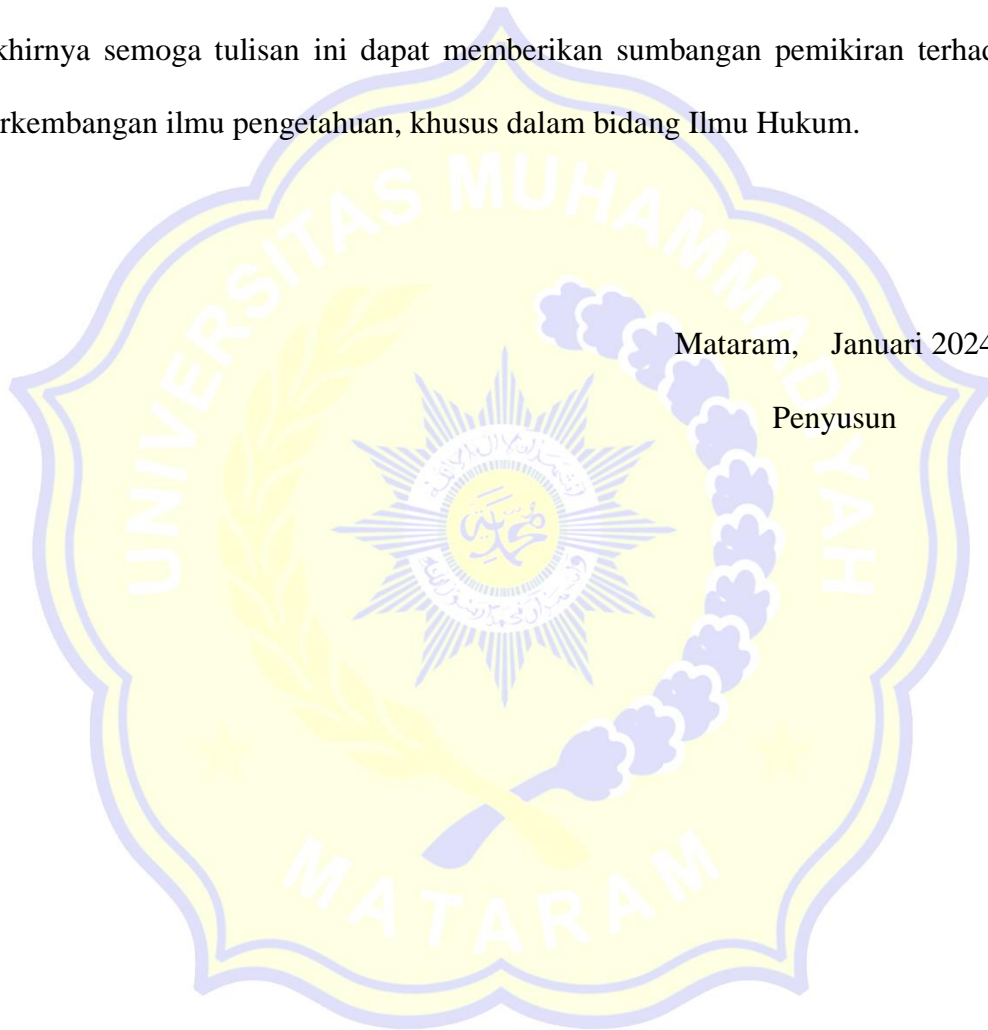 khirnya semoga tulisan ini dapat memberikan sumbangan pemikiran terhad
rkembangan ilmu pengetahuan, khusus dalam bidang Ilmu Hukum.
UNIVERSITAS MUHAMMADIYAH
Mataram, Januari 2024
Penyusun
MATARAM